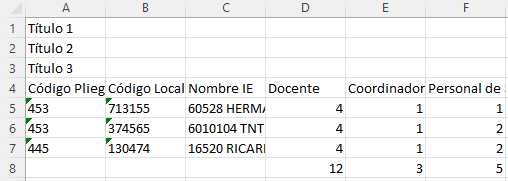 A B C D E F
1 Título 1
2 Título 2
3 Título 3
4 Código Plieg Código Local Nombre IE Docente Coordinador Personal de
5 453 713155 60528 HERM 4 1 1
6 453 374565 6010104 TNT 4 1 2
7 445 130474 16520 RICAR 4 1 2
8 12 3 5